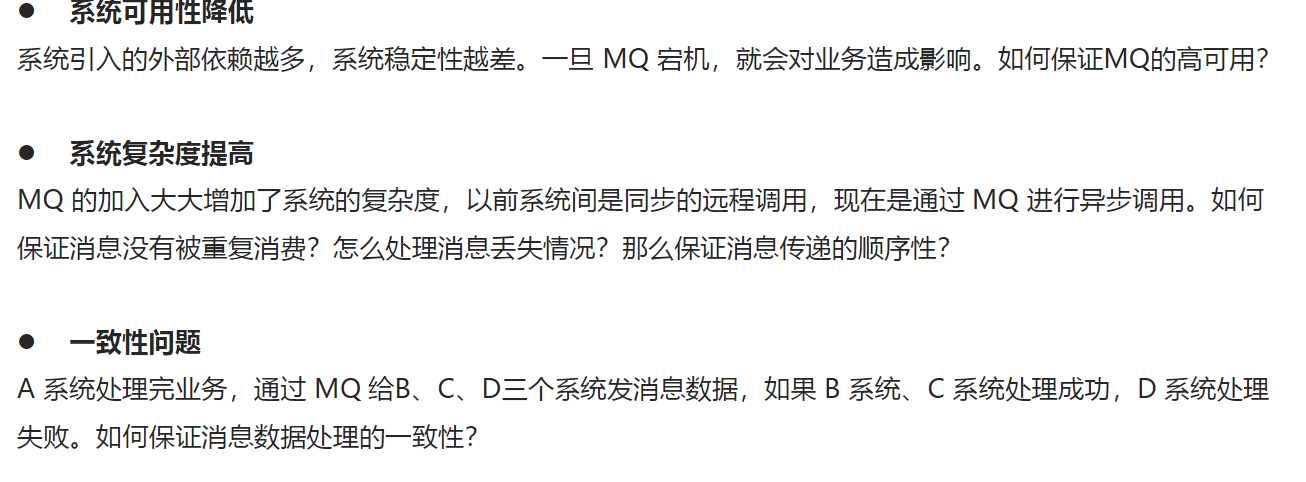 ● 系统可用性降低
系统引入的外部依赖越多，系统稳定性越差。一旦 MQ 宕机，就会对业务造成影响。如何保证MQ的高可用？
● 系统复杂度提高
MQ 的加入大大增加了系统的复杂度，以前系统间是同步的远程调用，现在是通过 MQ 进行异步调用。如何
保证消息没有被重复消费？怎么处理消息丢失情况？那么保证消息传递的顺序性？
● 一致性问题
A 系统处理完业务，通过 MQ 给B、C、D三个系统发消息数据，如果 B 系统、C 系统处理成功，D 系统处理
失败。如何保证消息数据处理的一致性？